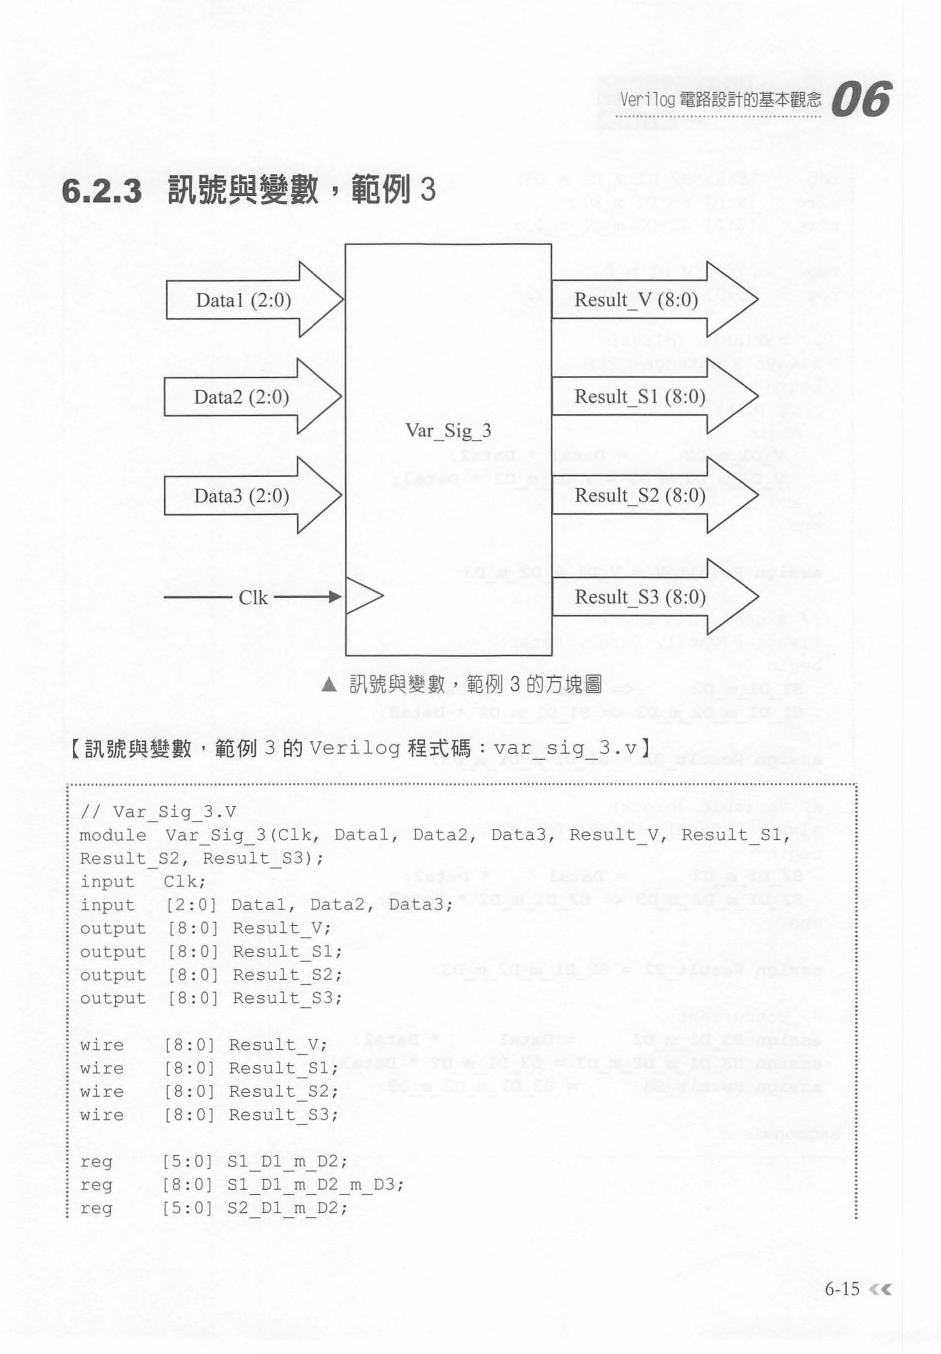 Verilog 電路設計的基本觀念 06
6.2.3 訊號與變數，範例 3
Data1 (2:0)
Data2 (2:0)
Data3 (2:0)
Clk
Var_Sig_3
Result_V (8:0)
Result_S1 (8:0)
Result_S2 (8:0)
Result_S3 (8:0)
▲ 訊號與變數，範例 3 的方塊圖
【訊號與變數，範例 3 的 Verilog 程式碼：var_sig_3.v】
// Var_Sig_3.V
module Var_Sig_3(Clk, Data1, Data2, Data3, Result_V, Result_S1,
Result_S2, Result_S3);
input Clk;
input [2:0] Data1, Data2, Data3;
output [8:0] Result_V;
output [8:0] Result_S1;
output [8:0] Result_S2;
output [8:0] Result_S3;
wire [8:0] Result_V;
wire [8:0] Result_S1;
wire [8:0] Result_S2;
wire [8:0] Result_S3;
reg [5:0] S1_D1_m_D2;
reg [8:0] S1_D1_m_D2_m_D3;
reg [5:0] S2_D1_m_D2;
6-15